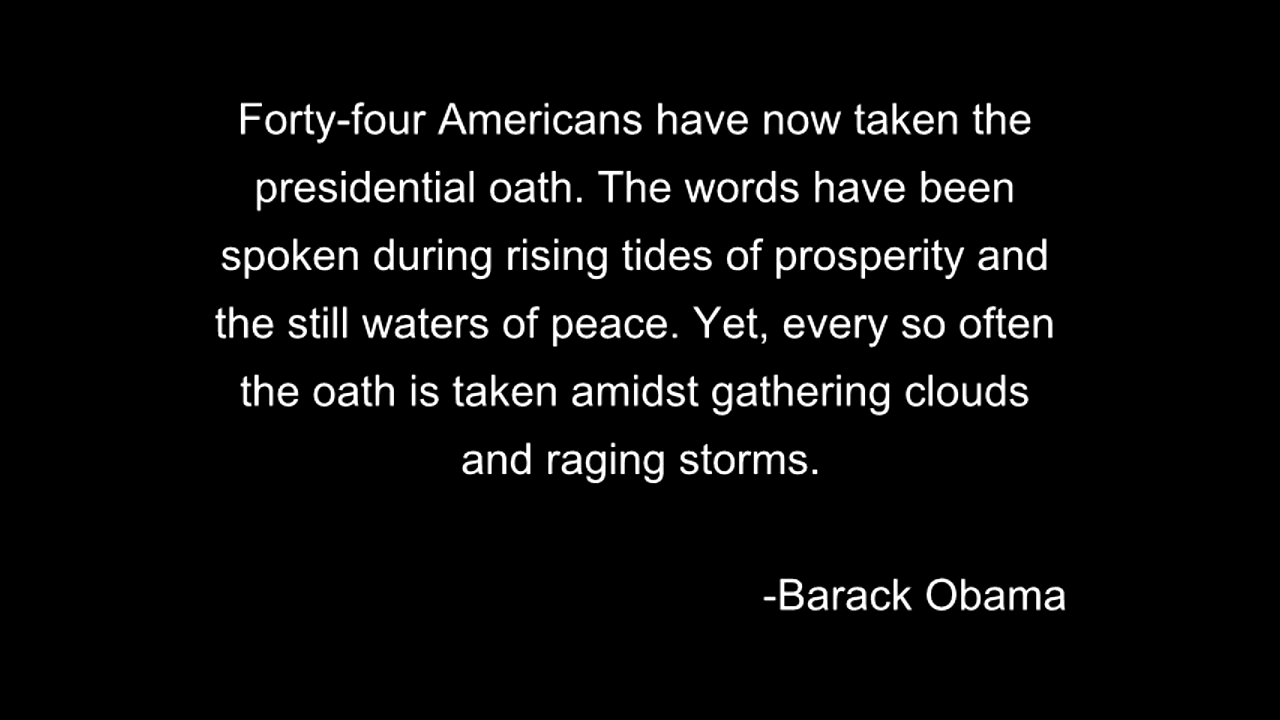 Forty-four Americans have now taken the
presidential oath. The words have been
spoken during rising tides of prosperity and
the still waters of peace. Yet, every so often
the oath is taken amidst gathering clouds
and raging storms.
-Barack Obama